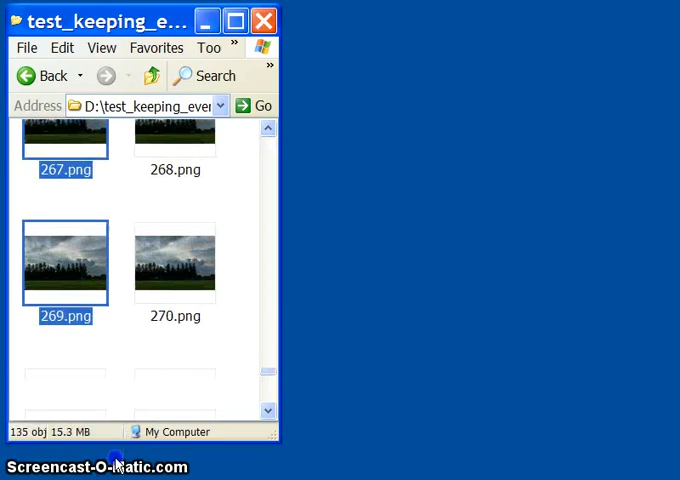 test_keeping_e...
File Edit View Favorites Too »
Back Search »
Address D:\test_keeping_ever Go
267.png 268.png
269.png 270.png
135 obj 15.3 MB My Computer
Screencast-O-Matic.com